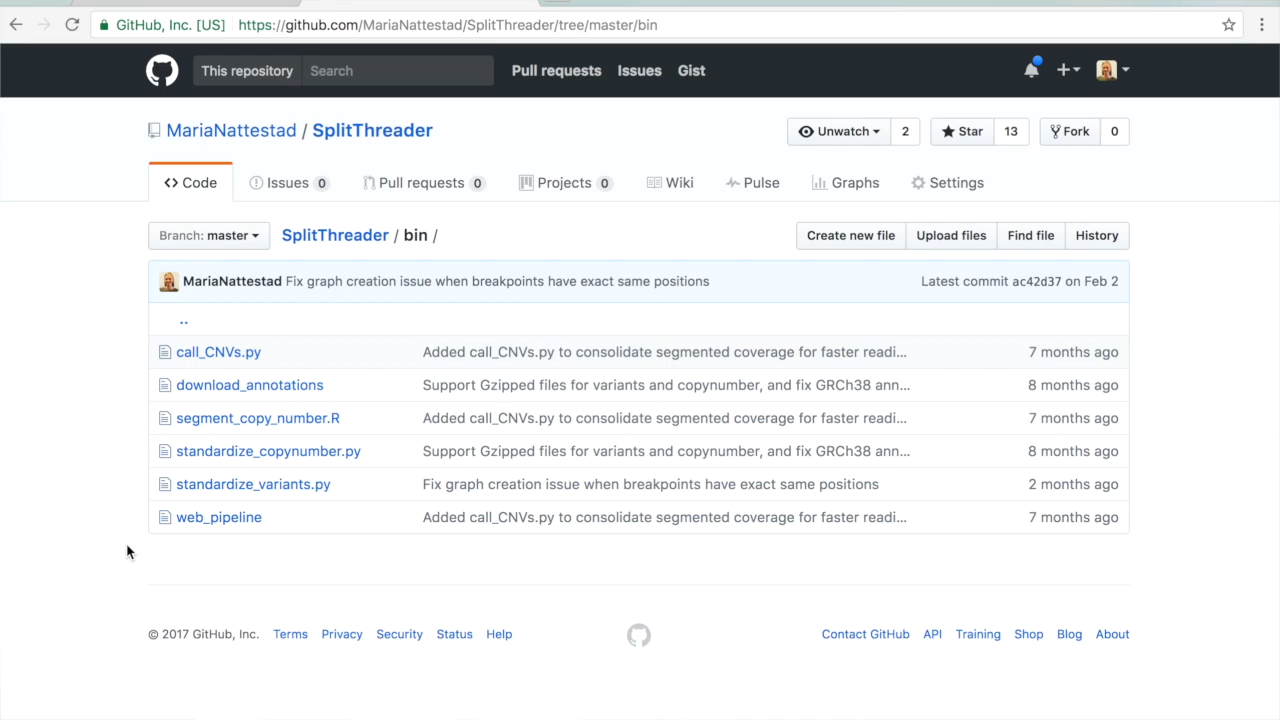 GitHub, Inc. [US] https://github.com/MariaNattestad/SplitThreader/tree/master/bin
This repository Search Pull requests Issues Gist
MariaNattestad / SplitThreader Unwatch 2 Star 13 Fork 0
Code Issues 0 Pull requests 0 Projects 0 Wiki Pulse Graphs Settings
Branch: master SplitThreader / bin / Create new file Upload files Find file History
MariaNattestad Fix graph creation issue when breakpoints have exact same positions Latest commit ac42d37 on Feb 2
..
call_CNVs.py Added call_CNVs.py to consolidate segmented coverage for faster readi... 7 months ago
download_annotations Support Gzipped files for variants and copynumber, and fix GRCh38 ann... 8 months ago
segment_copy_number.R Added call_CNVs.py to consolidate segmented coverage for faster readi... 7 months ago
standardize_copynumber.py Support Gzipped files for variants and copynumber, and fix GRCh38 ann... 8 months ago
standardize_variants.py Fix graph creation issue when breakpoints have exact same positions 2 months ago
web_pipeline Added call_CNVs.py to consolidate segmented coverage for faster readi... 7 months ago
© 2017 GitHub, Inc. Terms Privacy Security Status Help Contact GitHub API Training Shop Blog About